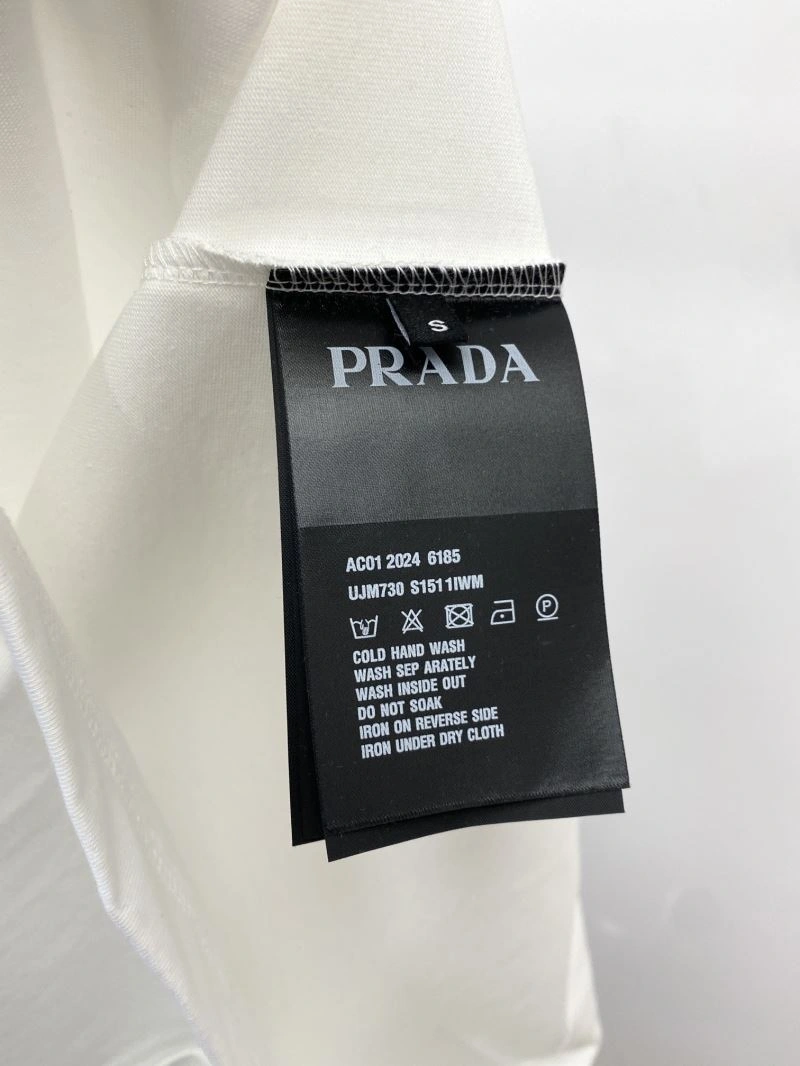 S
PRADA
AC01 2024 6185
UJM730 S1511IWM
P
COLD HAND WASH
WASH SEP ARATELY
WASH INSIDE OUT
DO NOT SOAK
IRON ON REVERSE SIDE
IRON UNDER DRY CLOTH